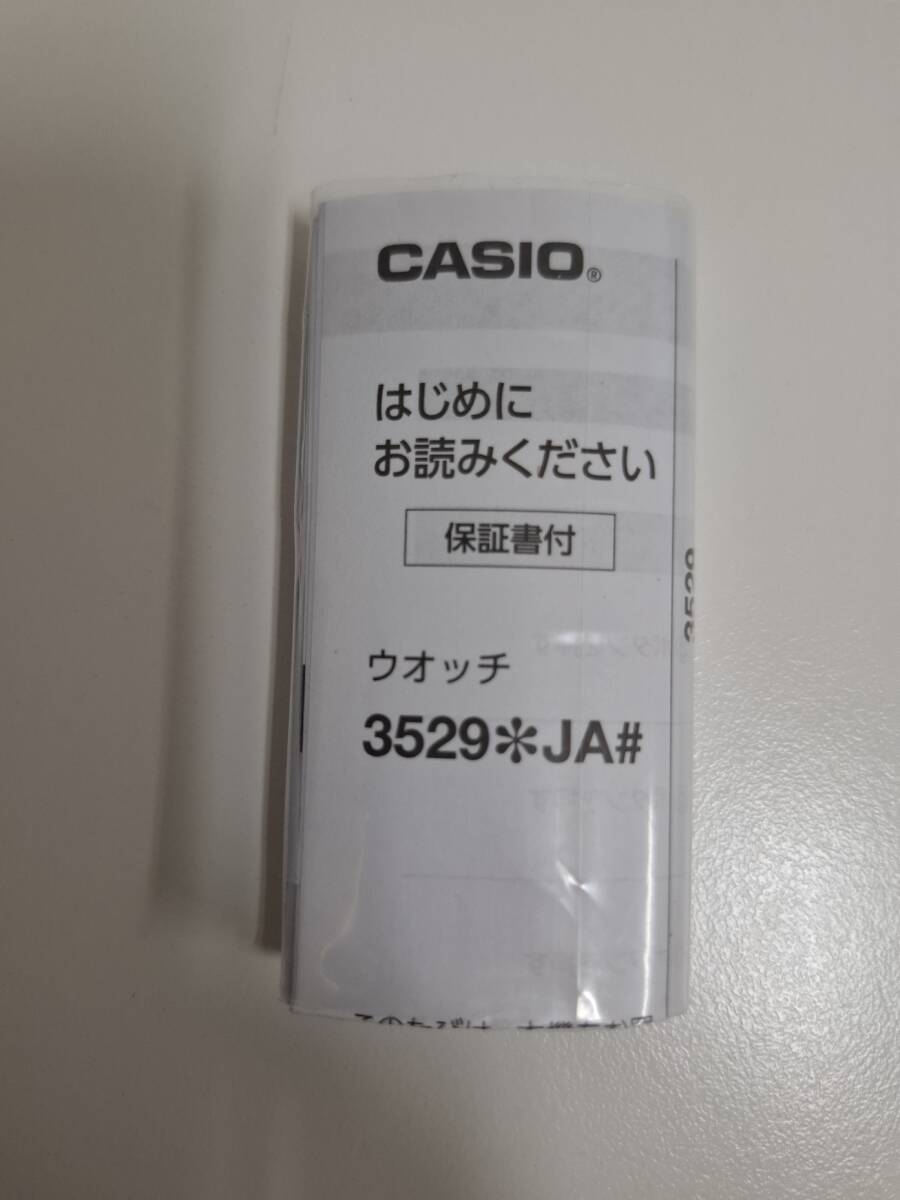 CASIO®
はじめに
お読みください
保証書付
ウオッチ
3529✻JA#